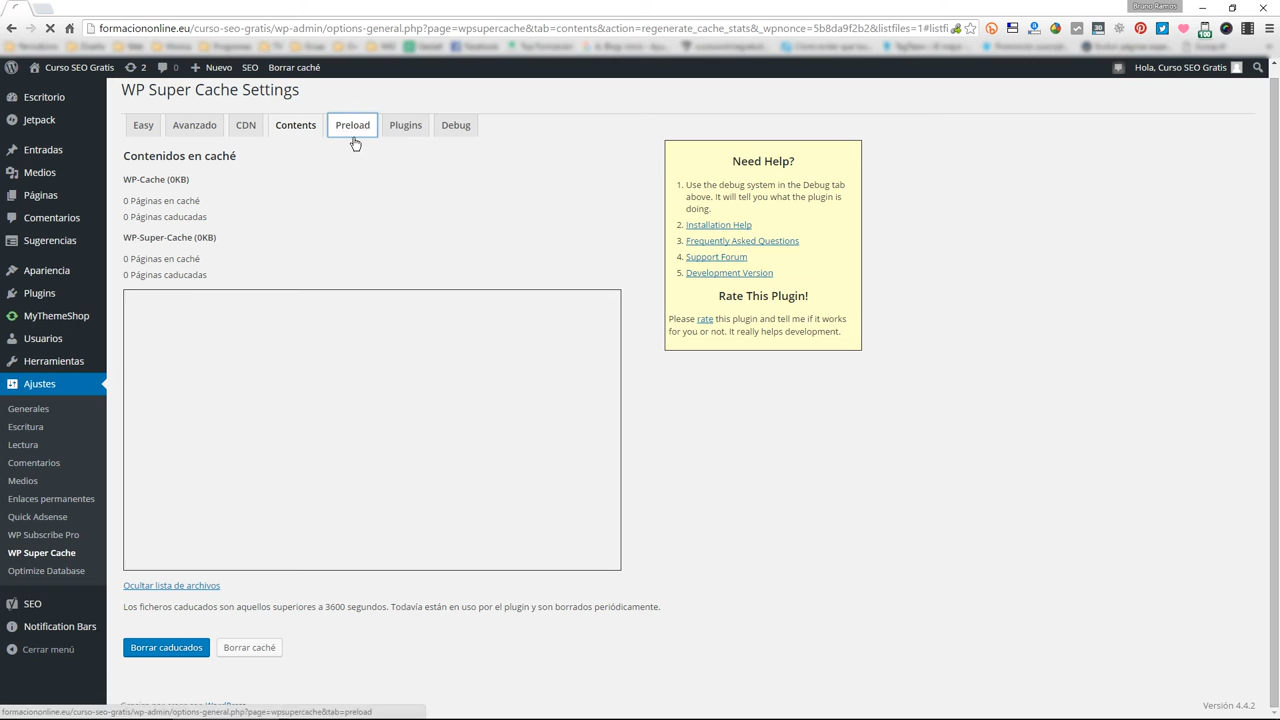 Bruno Ramos
formaciononline.eu/curso-seo-gratis/wp-admin/options-general.php?page=wpsupercache&tab=contents&action=regenerate_cache_stats&_wpnonce=5b8da9f2b2&listfiles=1#listfi
Curso SEO Gratis
2
0
Nuevo
SEO
Borrar caché
Hola, Curso SEO Gratis
WP Super Cache Settings
Easy
Avanzado
CDN
Contents
Preload
Plugins
Debug
Escritorio
Jetpack
Entradas
Medios
Páginas
Comentarios
Sugerencias
Apariencia
Plugins
MyThemeShop
Usuarios
Herramientas
Ajustes
Generales
Escritura
Lectura
Comentarios
Medios
Enlaces permanentes
Quick Adsense
WP Subscribe Pro
WP Super Cache
Optimize Database
SEO
Notification Bars
Cerrar menú
Contenidos en caché
WP-Cache (0KB)
0 Páginas en caché
0 Páginas caducadas
WP-Super-Cache (0KB)
0 Páginas en caché
0 Páginas caducadas
Ocultar lista de archivos
Los ficheros caducados son aquellos superiores a 3600 segundos. Todavía están en uso por el plugin y son borrados periódicamente.
Borrar caducados
Borrar caché
Need Help?
1. Use the debug system in the Debug tab
above. It will tell you what the plugin is
doing.
2. Installation Help
3. Frequently Asked Questions
4. Support Forum
5. Development Version
Rate This Plugin!
Please rate this plugin and tell me if it works
for you or not. It really helps development.
Versión 4.4.2
formaciononline.eu/curso-seo-gratis/wp-admin/options-general.php?page=wpsupercache&tab=preload